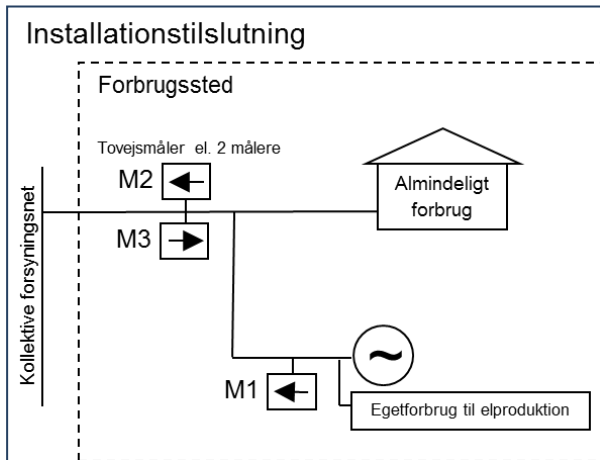 Installationstilslutning
Forbrugssted
Tovejsmåler el. 2 målere
M2
M3
Almindeligt
forbrug
Kollektive forsyningsnet
M1
~
Egetforbrug til elproduktion